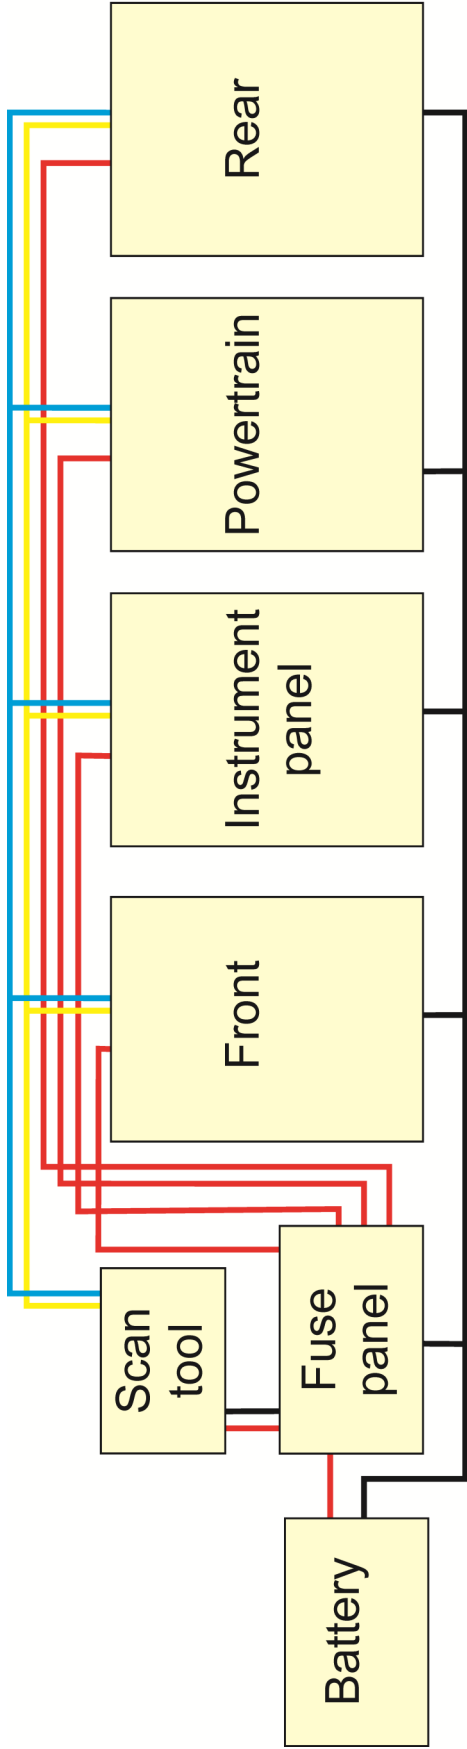 Battery
Scan
tool
Fuse
panel
Front
Instrument
panel
Powertrain
Rear